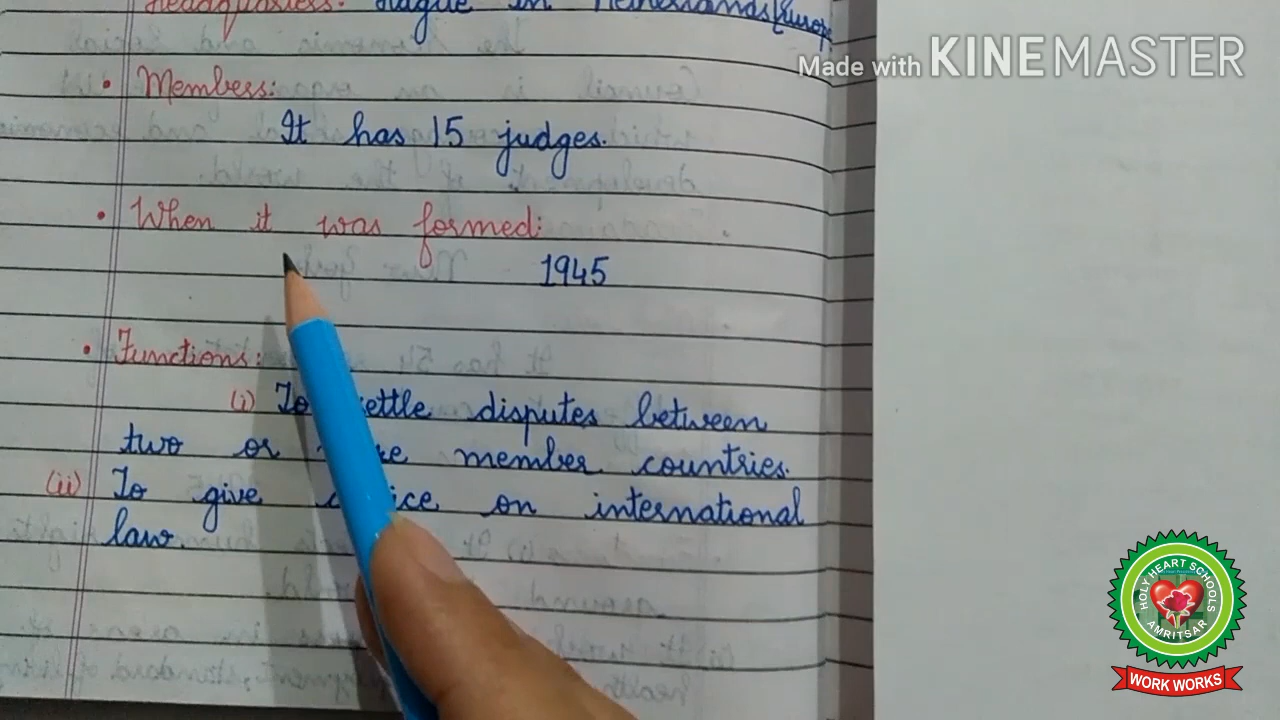 Headquarters: Hague in Netherlands/Europe
Made with KINEMASTER
• Members:
It has 15 judges.
• When it was formed:
1945
• Functions:
(i) To settle disputes between
two or more member countries.
(ii) To give advice on international
law.
HOLY HEART SCHOOLS
AMRITSAR
WORK WORKS